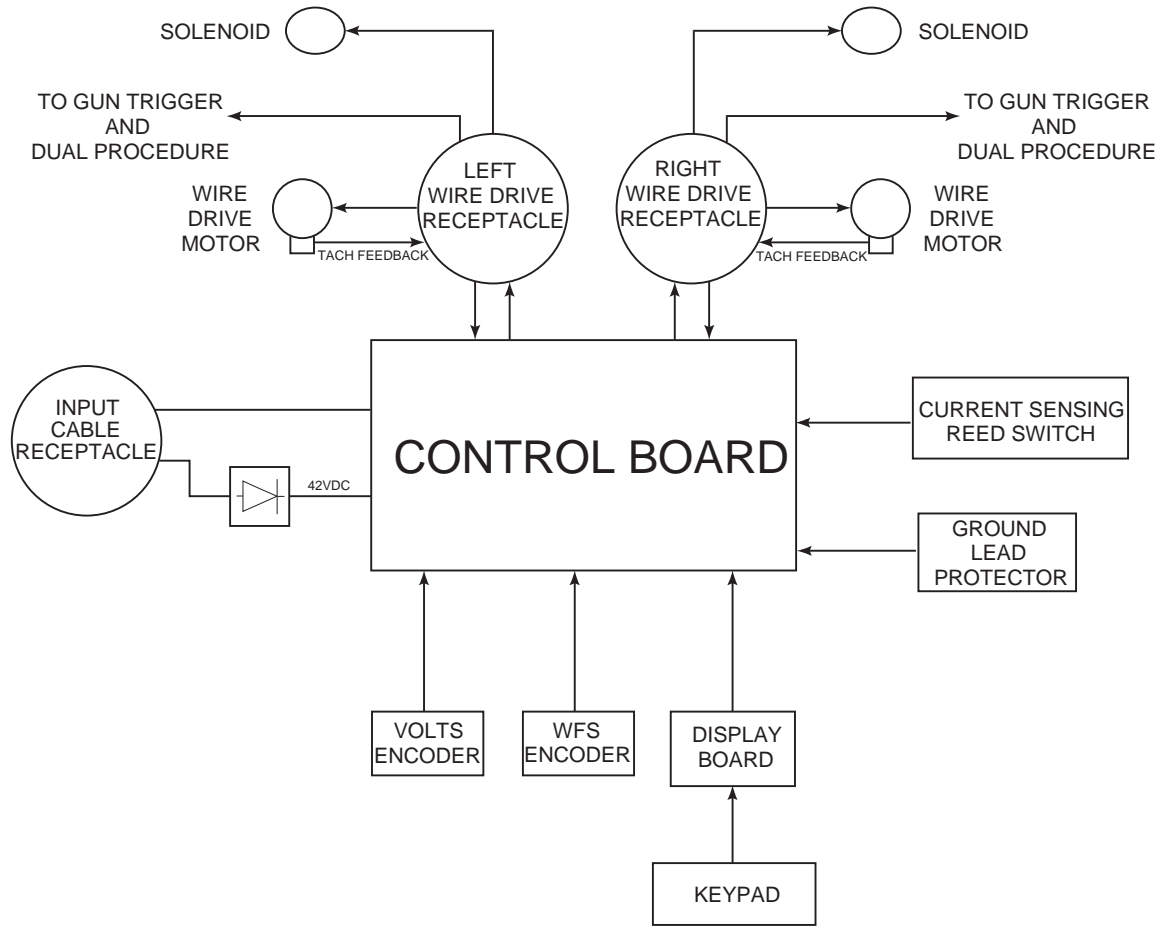 SOLENOID
SOLENOID
TO GUN TRIGGER
AND
DUAL PROCEDURE
TO GUN TRIGGER
AND
DUAL PROCEDURE
LEFT
WIRE DRIVE
RECEPTACLE
RIGHT
WIRE DRIVE
RECEPTACLE
WIRE
DRIVE
MOTOR
WIRE
DRIVE
MOTOR
TACH FEEDBACK
TACH FEEDBACK
INPUT
CABLE
RECEPTACLE
42VDC
CONTROL BOARD
CURRENT SENSING
REED SWITCH
GROUND
LEAD
PROTECTOR
VOLTS
ENCODER
WFS
ENCODER
DISPLAY
BOARD
KEYPAD